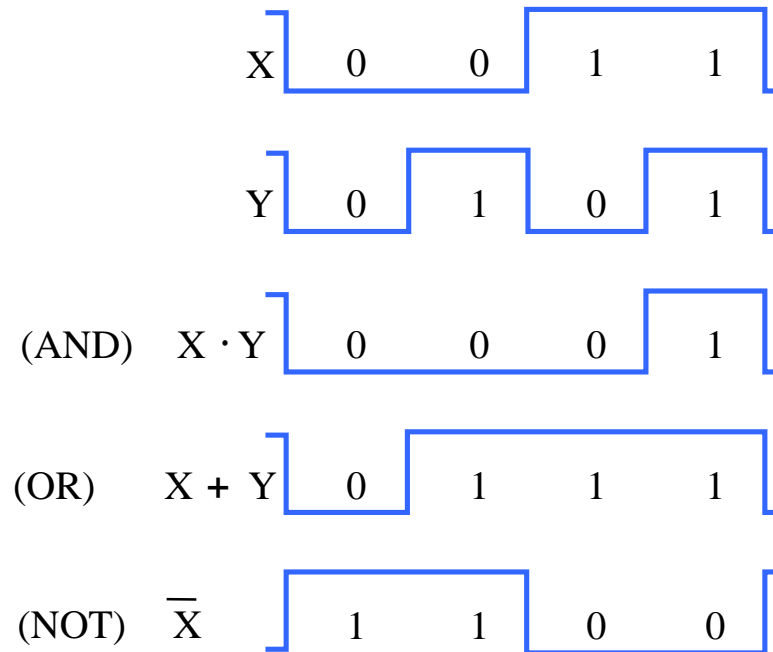 X 0 0 1 1
Y 0 1 0 1
(AND) X · Y 0 0 0 1
(OR) X + Y 0 1 1 1
(NOT) X̅ 1 1 0 0